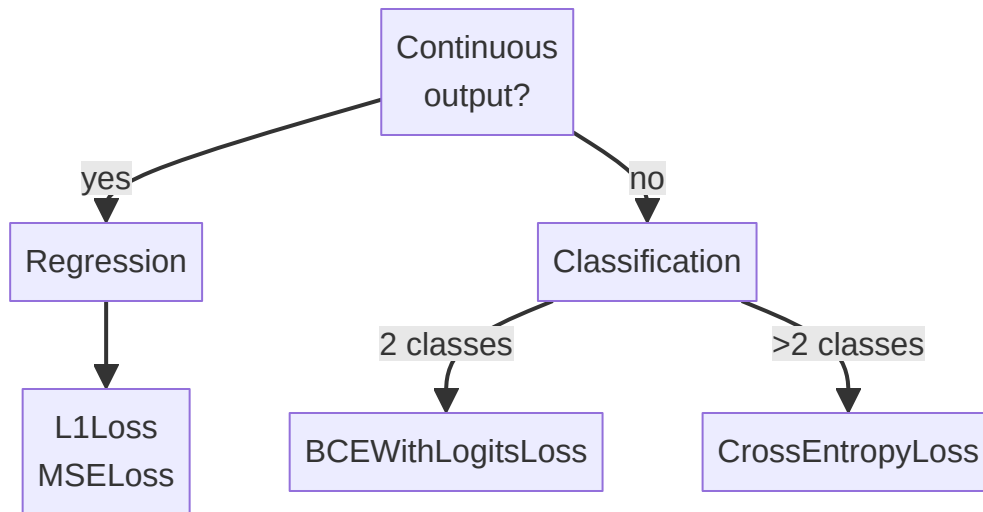 Continuous
output?
yes
no
Regression
Classification
2 classes
>2 classes
L1Loss
MSELoss
BCEWithLogitsLoss
CrossEntropyLoss